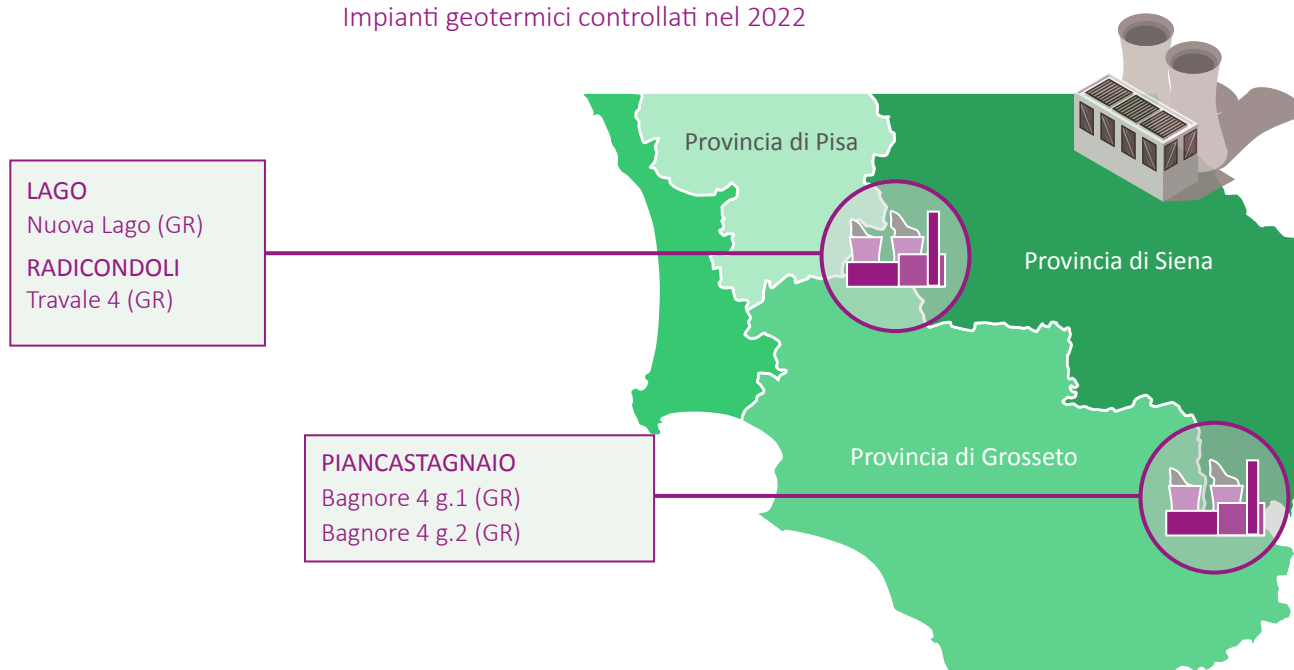 Impianti geotermici controllati nel 2022
Provincia di Pisa
LAGO
Nuova Lago (GR)
RADICONDOLI
Travale 4 (GR)
Provincia di Siena
PIANCASTAGNAIO
Bagnore 4 g.1 (GR)
Bagnore 4 g.2 (GR)
Provincia di Grosseto